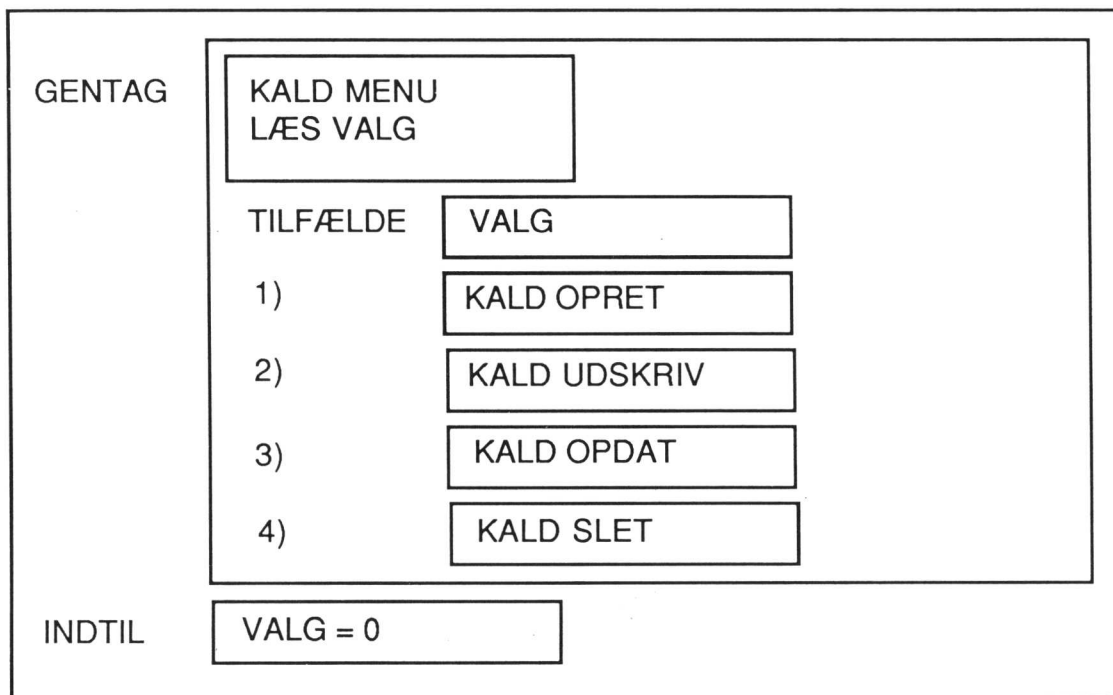 GENTAG KALD MENU
LÆS VALG
TILFÆLDE VALG
1) KALD OPRET
2) KALD UDSKRIV
3) KALD OPDAT
4) KALD SLET
INDTIL VALG = 0